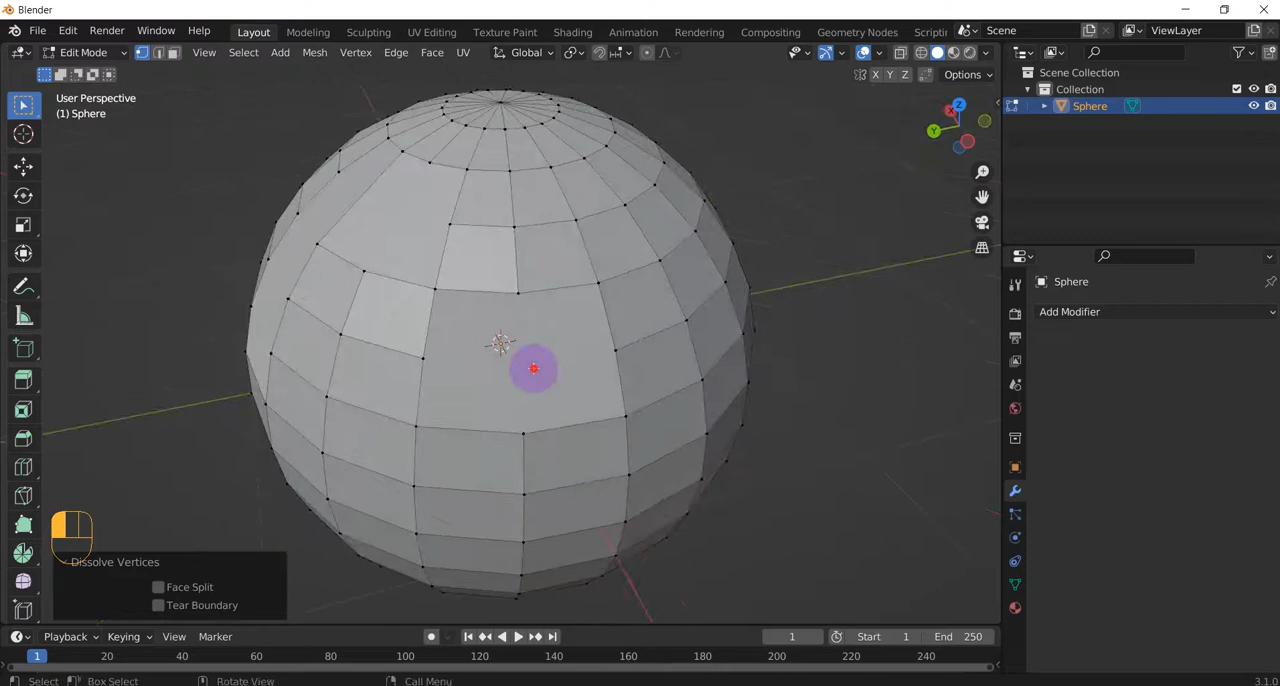 Blender
File Edit Render Window Help Layout Modeling Sculpting UV Editing Texture Paint Shading Animation Rendering Compositing Geometry Nodes Scriptin Scene ViewLayer
Edit Mode View Select Add Mesh Vertex Edge Face UV Global
X Y Z Options
User Perspective
(1) Sphere
Z
X
Y
Scene Collection
Collection
Sphere
Sphere
Add Modifier
Dissolve Vertices
Face Split
Tear Boundary
Playback Keying View Marker 1 Start 1 End 250
1 20 40 60 80 100 120 140 160 180 200 220 240
Select Box Select Rotate View Call Menu 3.1.0